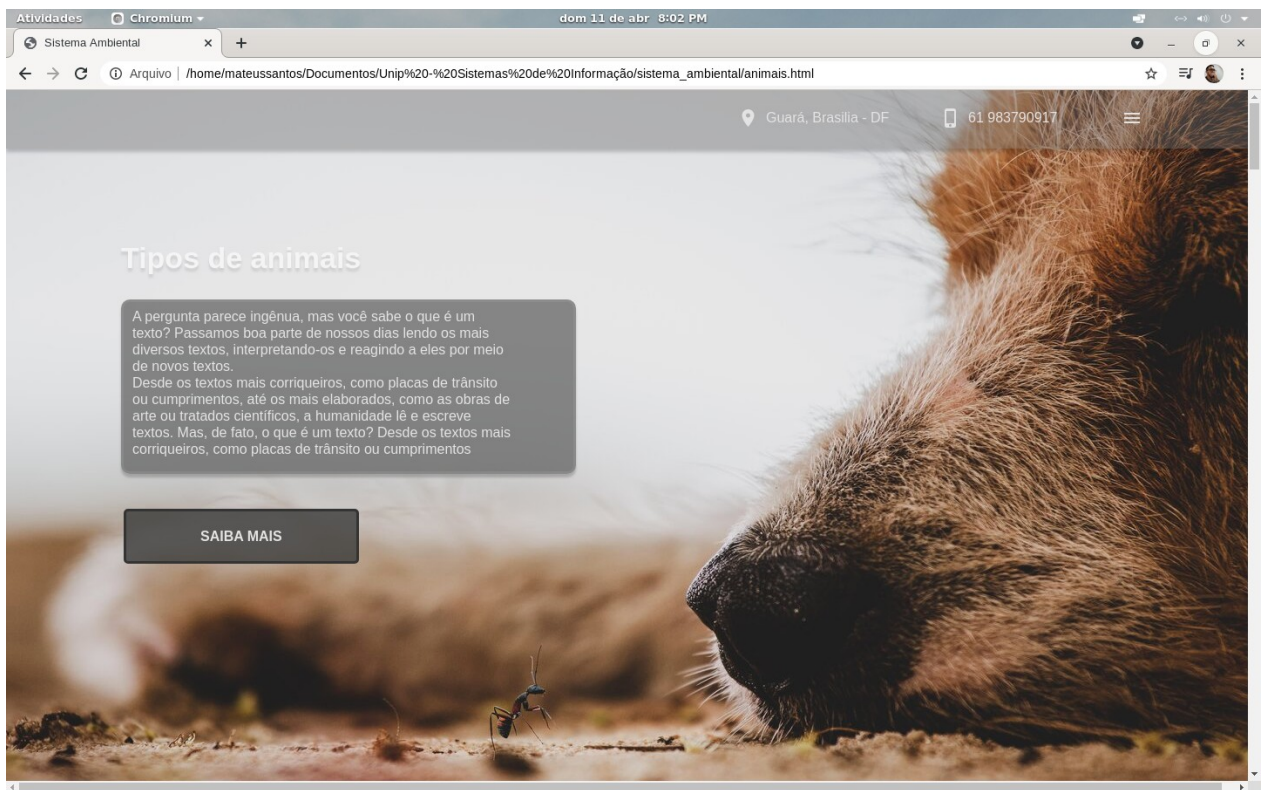 Atividades Chromium dom 11 de abr 8:02 PM
Sistema Ambiental
Arquivo /home/mateussantos/Documentos/Unip%20-%20Sistemas%20de%20Informação/sistema_ambiental/animais.html
Guará, Brasilia - DF 61 983790917
Tipos de animais
A pergunta parece ingênua, mas você sabe o que é um
texto? Passamos boa parte de nossos dias lendo os mais
diversos textos, interpretando-os e reagindo a eles por meio
de novos textos.
Desde os textos mais corriqueiros, como placas de trânsito
ou cumprimentos, até os mais elaborados, como as obras de
arte ou tratados científicos, a humanidade lê e escreve
textos. Mas, de fato, o que é um texto? Desde os textos mais
corriqueiros, como placas de trânsito ou cumprimentos
SAIBA MAIS